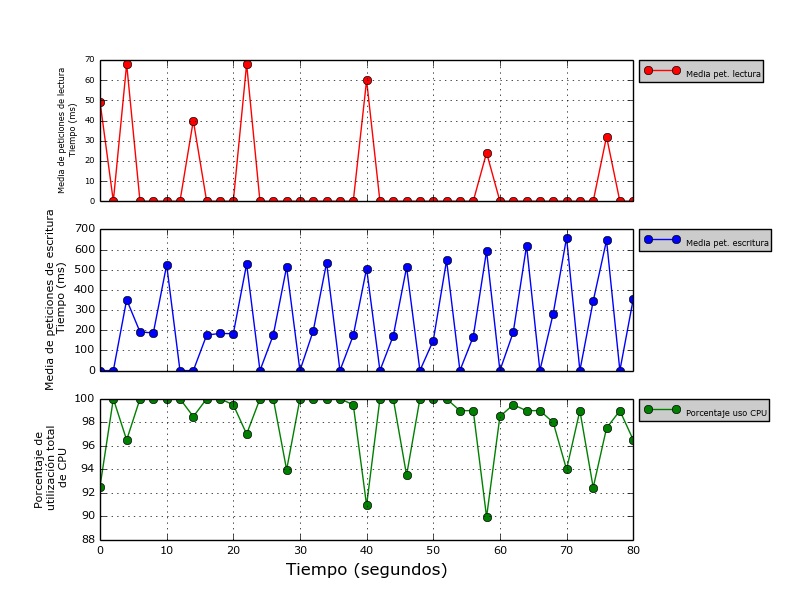 70
60
50
40
30
20
10
0
Media de peticiones de lectura
Tiempo (ms)
Media pet. lectura
700
600
500
400
300
200
100
0
Media de peticiones de escritura
Tiempo (ms)
Media pet. escritura
100
98
96
94
92
90
88
Porcentaje de
utilización total
de CPU
Porcentaje uso CPU
0 10 20 30 40 50 60 70 80
Tiempo (segundos)